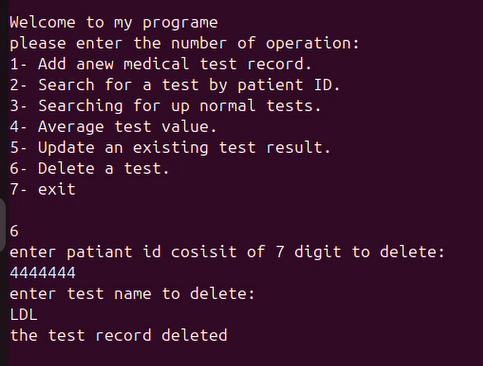 Welcome to my programe
please enter the number of operation:
1- Add anew medical test record.
2- Search for a test by patient ID.
3- Searching for up normal tests.
4- Average test value.
5- Update an existing test result.
6- Delete a test.
7- exit
6
enter patiant id cosisit of 7 digit to delete:
4444444
enter test name to delete:
LDL
the test record deleted